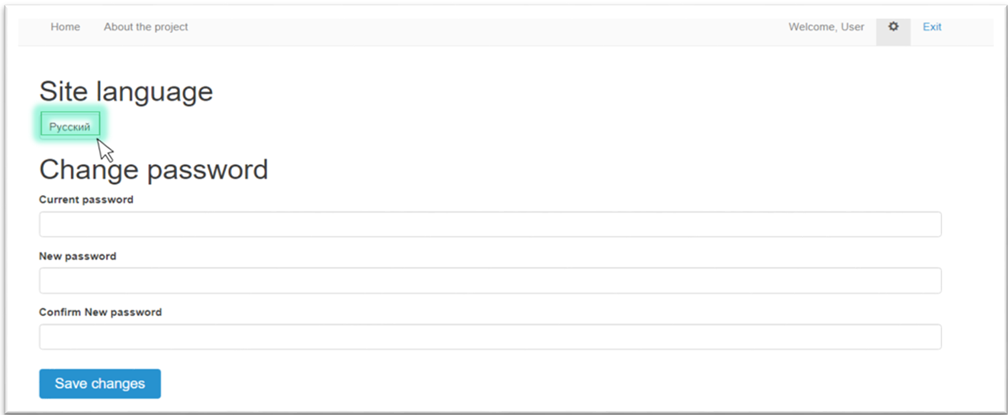 Home About the project Welcome, User Exit
Site language
Русский
Change password
Current password
New password
Confirm New password
Save changes